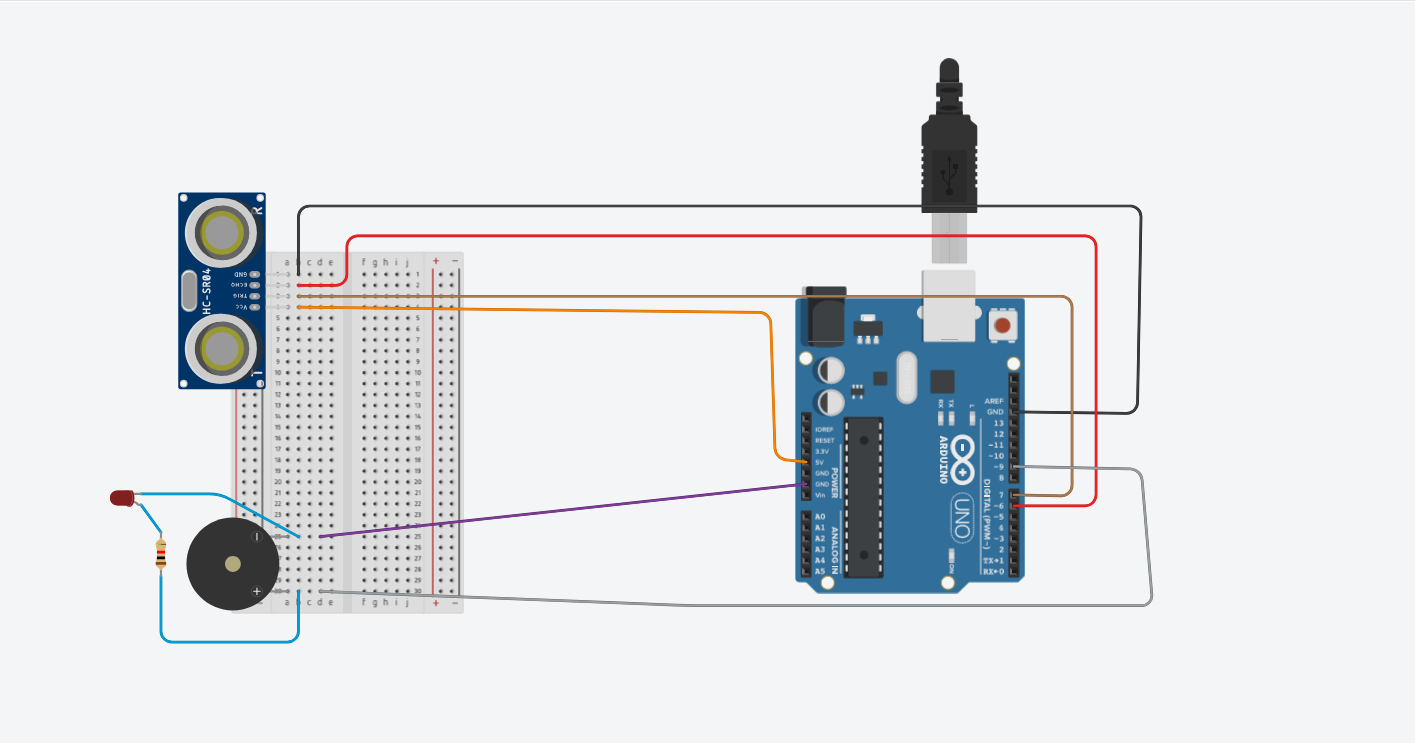 R
HC-SR04
GND
ECHO
TRIG
Vcc
a b c d e f g h i j + −
1
2
5
6
7
8
9
10
11
12
13
14
15
16
17
18
19
20
21
22
23
25
26
27
28
29
30
a b c d e f g h i j + −
−
+
IOREF
RESET
3.3V
5V
GND
GND
Vin
POWER
A0
A1
A2
A3
A4
A5
ANALOG IN
RX
TX
L
ARDUINO
UNO
ON
DIGITAL (PWM~)
AREF
GND
13
12
~11
~10
~9
8
7
~6
~5
4
~3
2
TX→1
RX←0